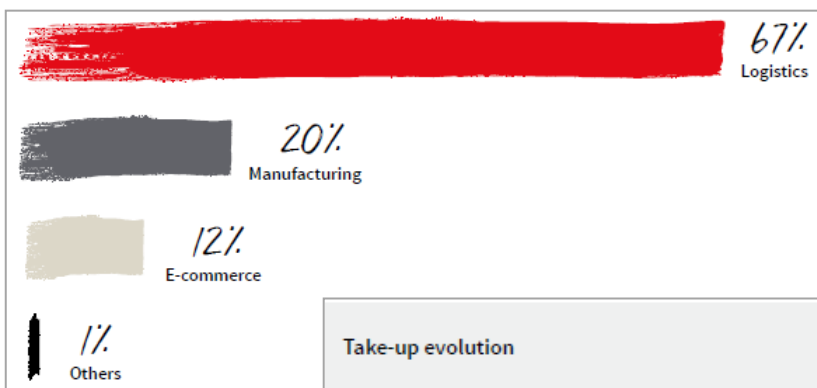 67%
Logistics
20%
Manufacturing
12%
E-commerce
1%
Others
Take-up evolution